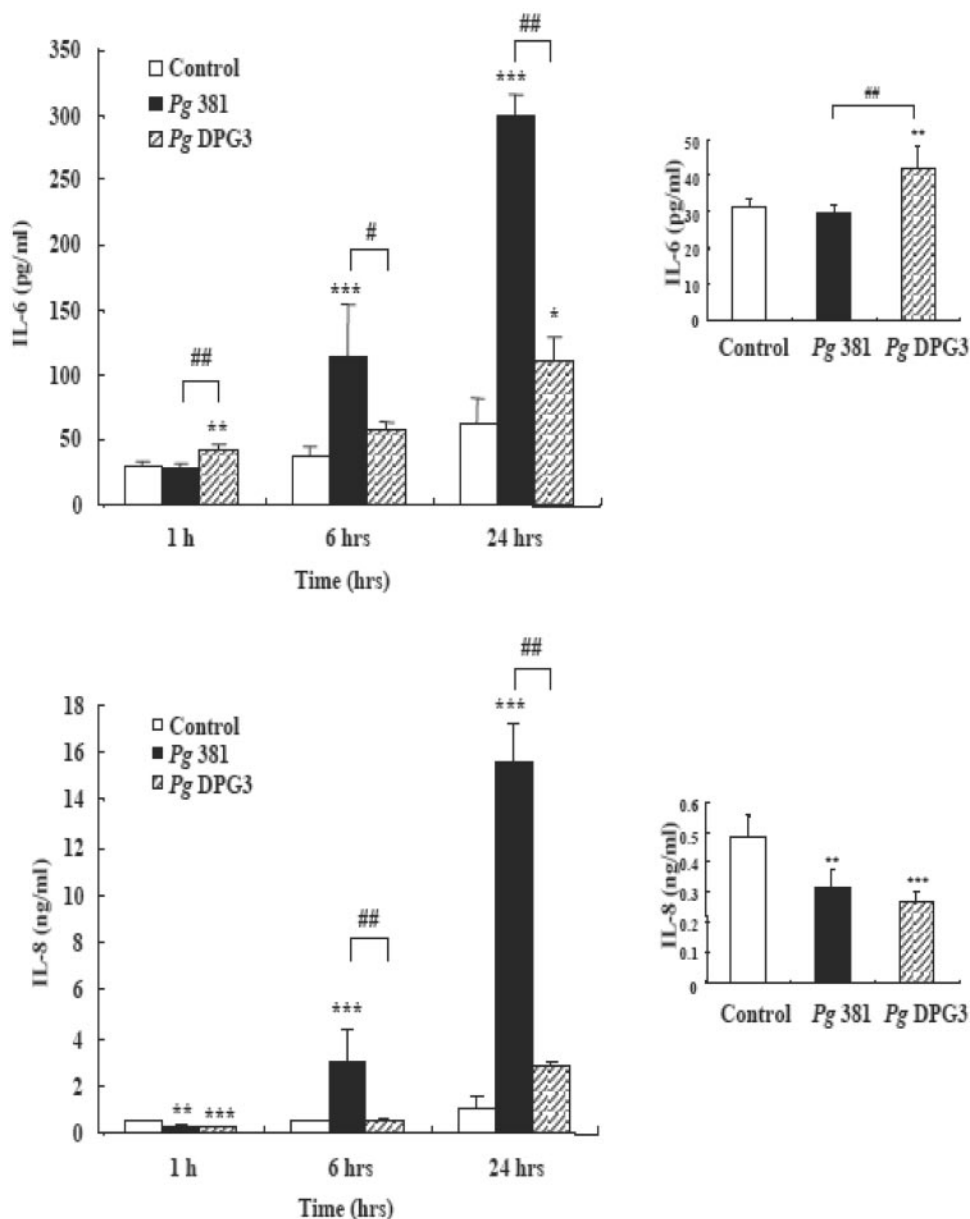 ##
350
300
250
200
150
100
50
0
IL-6 (pg/ml)
Control
Pg 381
Pg DPG3
##
**
#
***
***
*
1 h
6 hrs
24 hrs
Time (hrs)
##
**
50
40
30
20
10
0
IL-6 (pg/ml)
Control
Pg 381
Pg DPG3
##
18
16
14
12
10
8
6
4
2
0
IL-8 (ng/ml)
Control
Pg 381
Pg DPG3
**
***
##
***
***
1 h
6 hrs
24 hrs
Time (hrs)
0.6
0.5
0.4
0.3
0.2
0.1
0
IL-8 (ng/ml)
**
***
Control
Pg 381
Pg DPG3